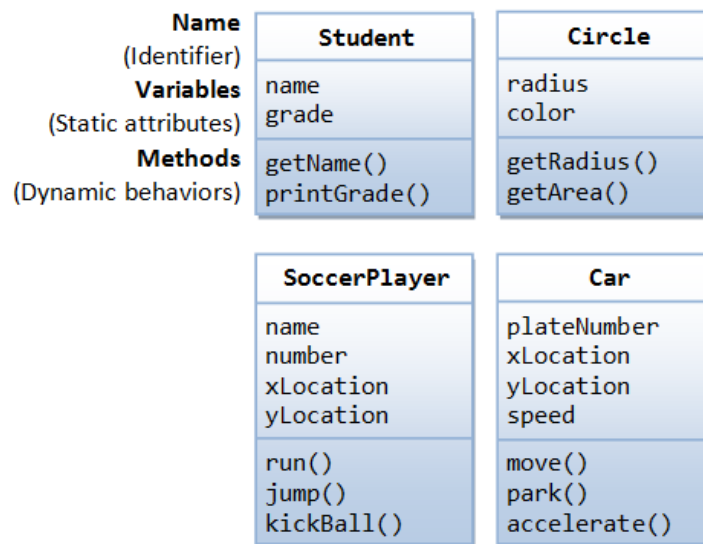 Name
(Identifier)
Variables
(Static attributes)
Methods
(Dynamic behaviors)
Student
name
grade
getName()
printGrade()
Circle
radius
color
getRadius()
getArea()
SoccerPlayer
name
number
xLocation
yLocation
run()
jump()
kickBall()
Car
plateNumber
xLocation
yLocation
speed
move()
park()
accelerate()